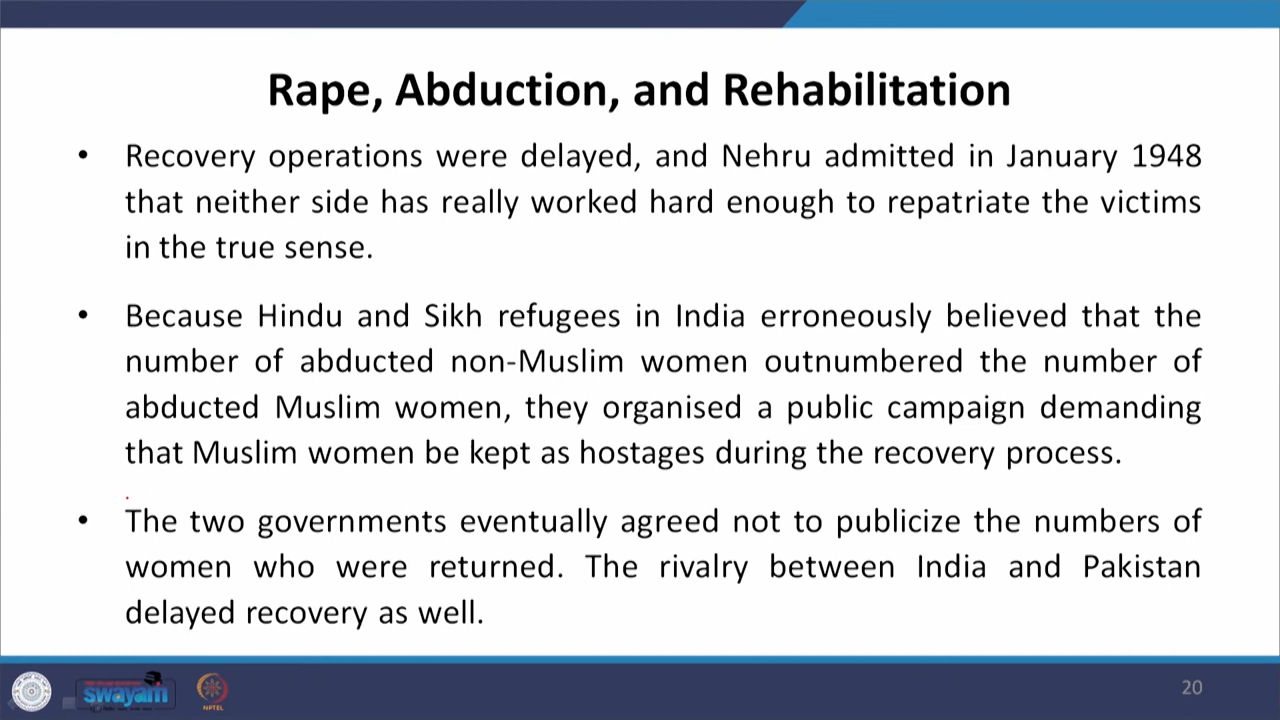 Rape, Abduction, and Rehabilitation
• Recovery operations were delayed, and Nehru admitted in January 1948
that neither side has really worked hard enough to repatriate the victims
in the true sense.
• Because Hindu and Sikh refugees in India erroneously believed that the
number of abducted non-Muslim women outnumbered the number of
abducted Muslim women, they organised a public campaign demanding
that Muslim women be kept as hostages during the recovery process.
• The two governments eventually agreed not to publicize the numbers of
women who were returned. The rivalry between India and Pakistan
delayed recovery as well.
swayam
NPTEL
20